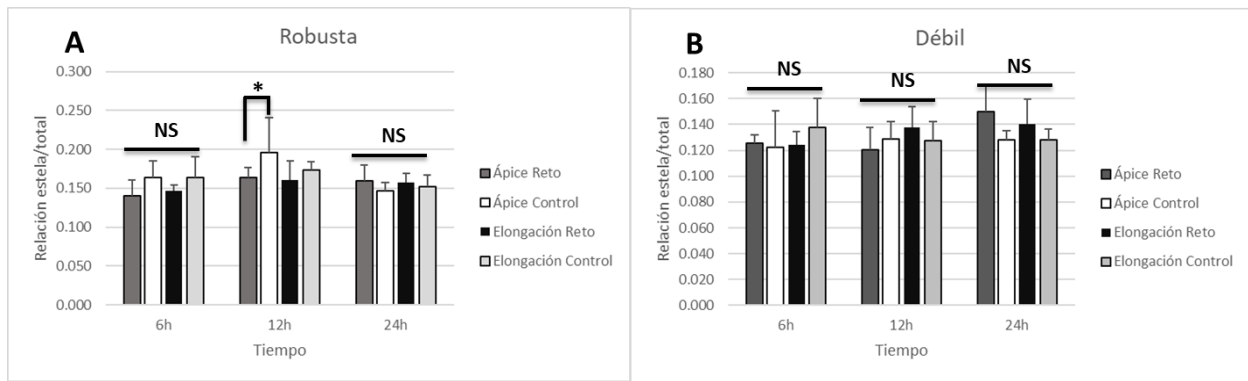 A
Robusta
0.300
0.250
0.200
0.150
0.100
0.050
0.000
Relación estela/total
NS
*
NS
6h
12h
24h
Tiempo
Ápice Reto
Ápice Control
Elongación Reto
Elongación Control
B
Débil
0.180
0.160
0.140
0.120
0.100
0.080
0.060
0.040
0.020
0.000
Relación estela/total
NS
NS
NS
6h
12h
24h
Tiempo
Ápice Reto
Ápice Control
Elongación Reto
Elongación Control